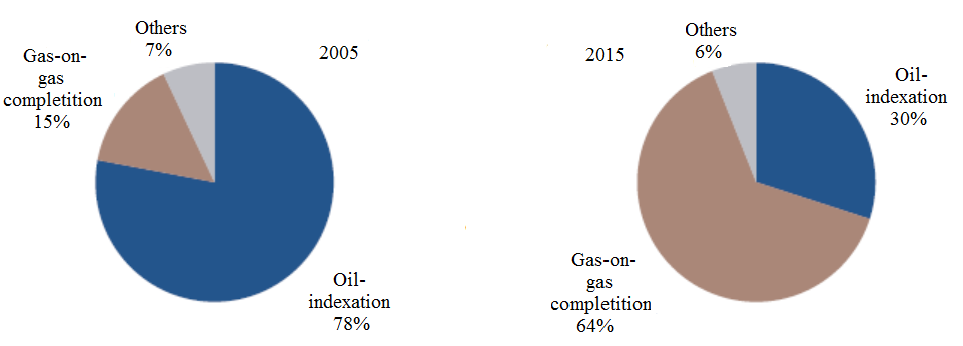 Others
7%
2005
Gas-on-
gas
completition
15%
Oil-
indexation
78%
Others
6%
2015
Oil-
indexation
30%
Gas-on-
gas
completition
64%